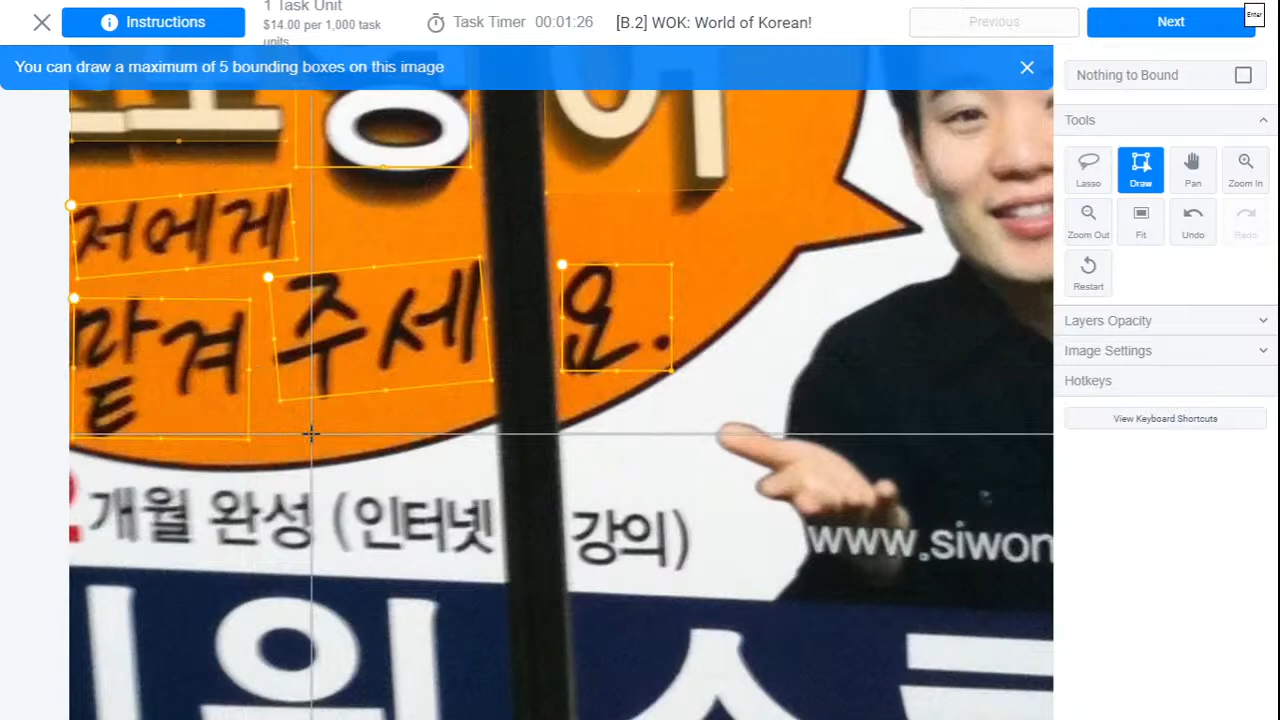 Instructions
1 Task Unit
$14.00 per 1,000 task
units
Task Timer 00:01:26
[B.2] WOK: World of Korean!
Previous
Next
Enter
You can draw a maximum of 5 bounding boxes on this image
Nothing to Bound
Tools
Lasso Draw Pan Zoom In
Zoom Out Fit Undo Redo
Restart
Layers Opacity
Image Settings
Hotkeys
View Keyboard Shortcuts
저에게
맡겨 주세요.
2개월 완성 (인터넷 강의)
www.siwon